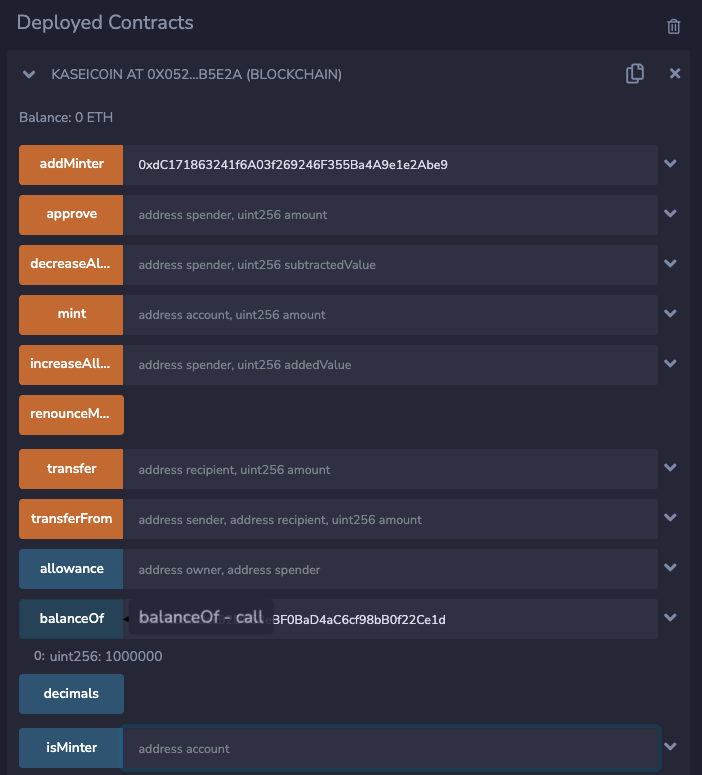 Deployed Contracts
KASEICOIN AT 0X052...B5E2A (BLOCKCHAIN)
Balance: 0 ETH
addMinter 0xdC171863241f6A03f269246F355Ba4A9e1e2Abe9
approve address spender, uint256 amount
decreaseAl... address spender, uint256 subtractedValue
mint address account, uint256 amount
increaseAll... address spender, uint256 addedValue
renounceM...
transfer address recipient, uint256 amount
transferFrom address sender, address recipient, uint256 amount
allowance address owner, address spender
balanceOf balanceOf - call BF0BaD4aC6cf98bB0f22Ce1d
0: uint256: 1000000
decimals
isMinter address account